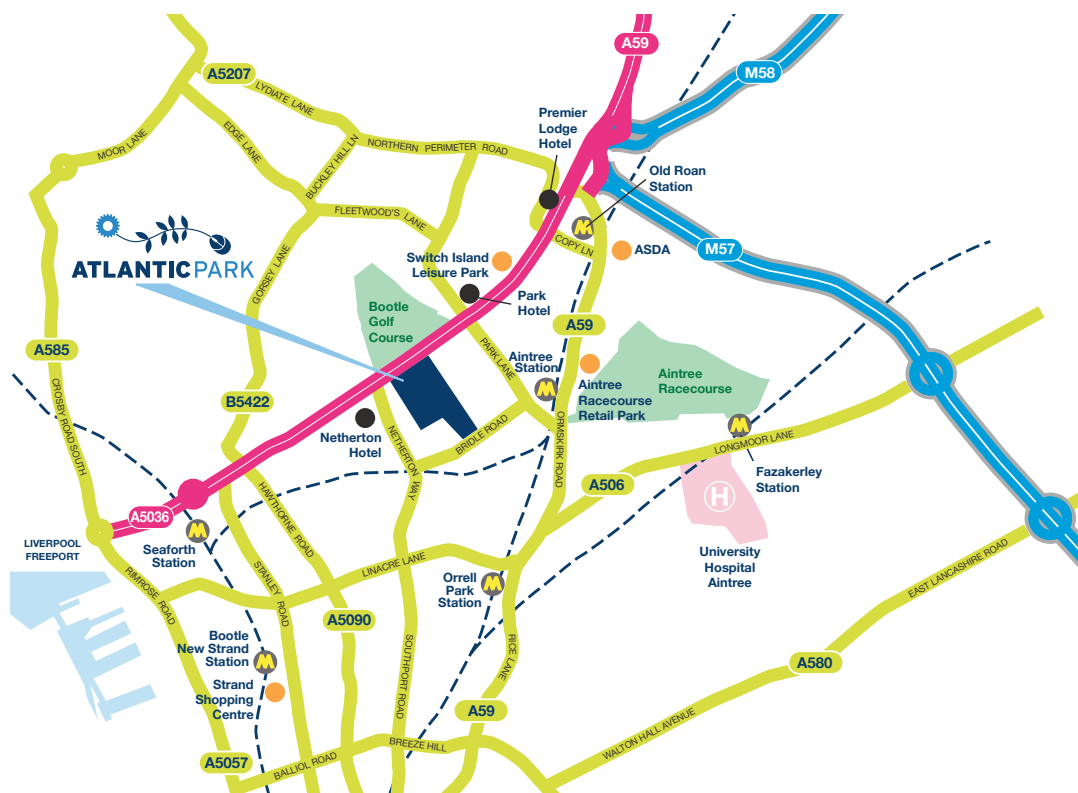 A59
M58
A5207
LYDIATE LANE
Premier
Lodge
Hotel
MOOR LANE
EDGE LANE
BUCKLEY HILL LN
NORTHERN PERIMETER ROAD
Old Roan
Station
FLEETWOOD'S LANE
COPY LN
ASDA
M57
ATLANTICPARK
GORSEY LANE
Switch Island
Leisure Park
Park
Hotel
Bootle
Golf
Course
A59
A585
PARK LANE
Aintree
Station
Aintree
Racecourse
Aintree
Racecourse
Retail Park
CROSBY ROAD SOUTH
B5422
Netherton
Hotel
NETHERTON WAY
BRIDLE ROAD
ORMSKIRK ROAD
LONGMOOR LANE
Fazakerley
Station
A506
H
HAWTHORNE ROAD
A5036
Seaforth
Station
LIVERPOOL
FREEPORT
University
Hospital
Aintree
EAST LANCASHIRE ROAD
RIMROSE ROAD
STANLEY ROAD
LINACRE LANE
Orrell
Park
Station
A5090
Bootle
New Strand
Station
SOUTHPORT ROAD
RICE LANE
A580
Strand
Shopping
Centre
A59
WALTON HALL AVENUE
BREEZE HILL
A5057
BALLIOL ROAD